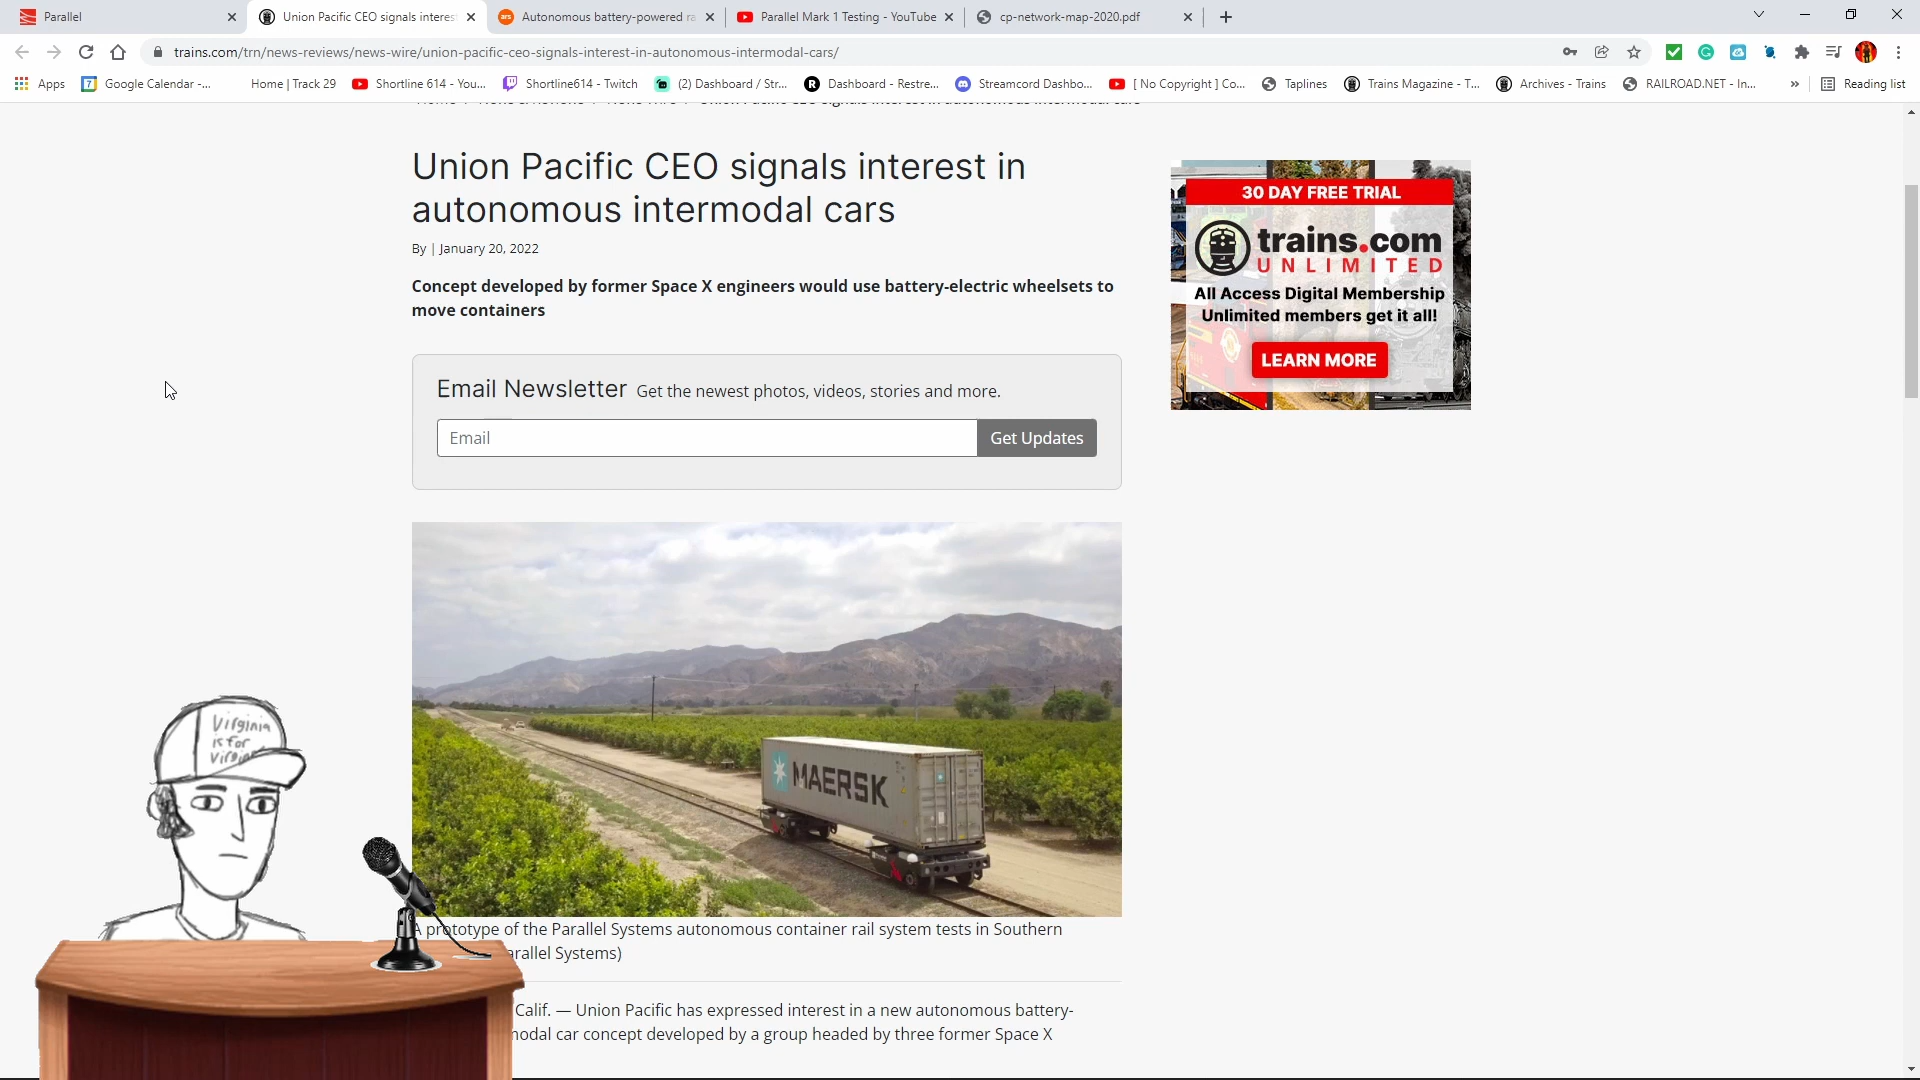 Parallel
Union Pacific CEO signals interes
Autonomous battery-powered ra
Parallel Mark 1 Testing - YouTube
cp-network-map-2020.pdf
trains.com/trn/news-reviews/news-wire/union-pacific-ceo-signals-interest-in-autonomous-intermodal-cars/
Apps
Google Calendar -...
Home | Track 29
Shortline 614 - You...
Shortline614 - Twitch
(2) Dashboard / Str...
Dashboard - Restre...
Streamcord Dashbo...
[ No Copyright ] Co...
Taplines
Trains Magazine - T...
Archives - Trains
RAILROAD.NET - In...
»
Reading list
Union Pacific CEO signals interest in
autonomous intermodal cars
By | January 20, 2022
Concept developed by former Space X engineers would use battery-electric wheelsets to
move containers
Email Newsletter Get the newest photos, videos, stories and more.
Email
Get Updates
30 DAY FREE TRIAL
trains.com
UNLIMITED
All Access Digital Membership
Unlimited members get it all!
LEARN MORE
MAERSK
Virginia
is for
Virgin
A prototype of the Parallel Systems autonomous container rail system tests in Southern
arallel Systems)
Calif. — Union Pacific has expressed interest in a new autonomous battery-
nodal car concept developed by a group headed by three former Space X